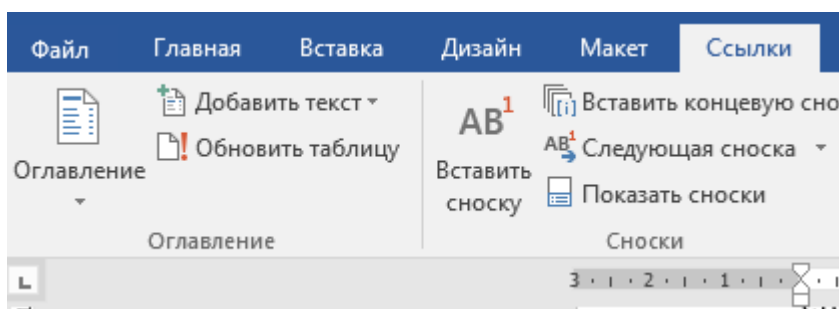 Файл Главная Вставка Дизайн Макет Ссылки
Оглавление
Добавить текст
Обновить таблицу
Оглавление
AB1
Вставить
сноску
[i] Вставить концевую сно
AB1 Следующая сноска
Показать сноски
Сноски
3 2 1